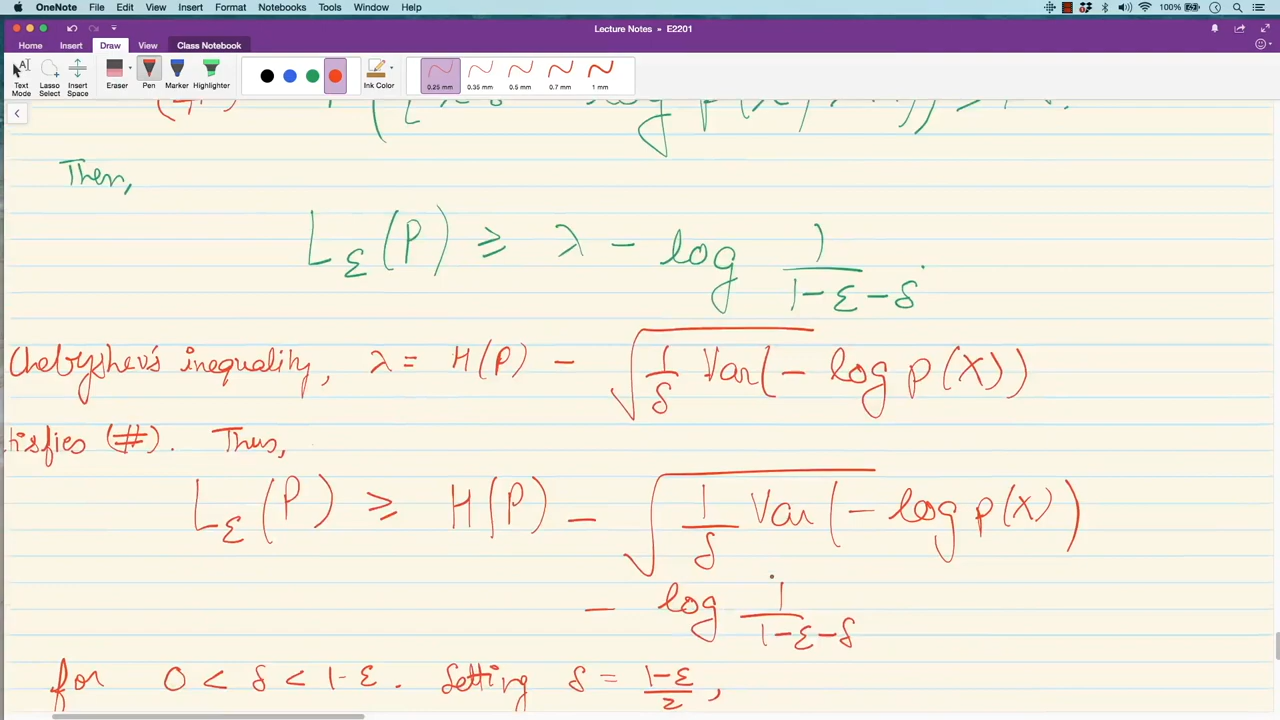 OneNote File Edit View Insert Format Notebooks Tools Window Help 100%
Lecture Notes » E2201
Home Insert Draw View Class Notebook
Text Mode Lasso Select Insert Space Eraser Pen Marker Highlighter Ink Color 0.25 mm 0.35 mm 0.5 mm 0.7 mm 1 mm
log p(
Then,
L_ε(P) ≥ λ - log 1/(1-ε-δ).
Chebyshev's inequality, λ = H(P) - √(1/δ Var(-log p(X)))
tisfies (#). Thus,
L_ε(P) ≥ H(P) - √(1/δ Var(-log p(X)))
- log 1/(1-ε-δ)
for 0 < δ < 1-ε. Setting δ = (1-ε)/2,